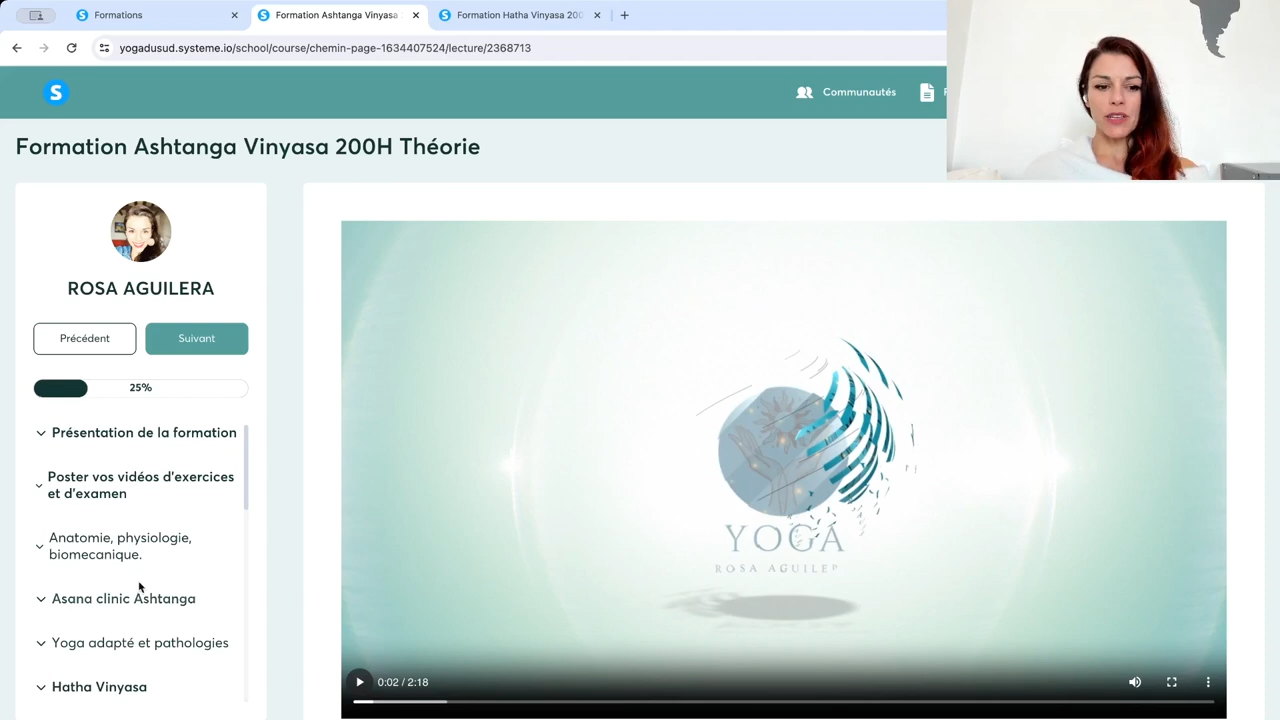 Formations
Formation Ashtanga Vinyasa
Formation Hatha Vinyasa 200
yogadusud.systeme.io/school/course/chemin-page-1634407524/lecture/2368713
S
Communautés
Formation Ashtanga Vinyasa 200H Théorie
ROSA AGUILERA
Précédent
Suivant
25%
Présentation de la formation
Poster vos vidéos d'exercices
et d'examen
Anatomie, physiologie,
biomecanique.
Asana clinic Ashtanga
Yoga adapté et pathologies
Hatha Vinyasa
YOGA
ROSA AGUILER
0:02 / 2:18